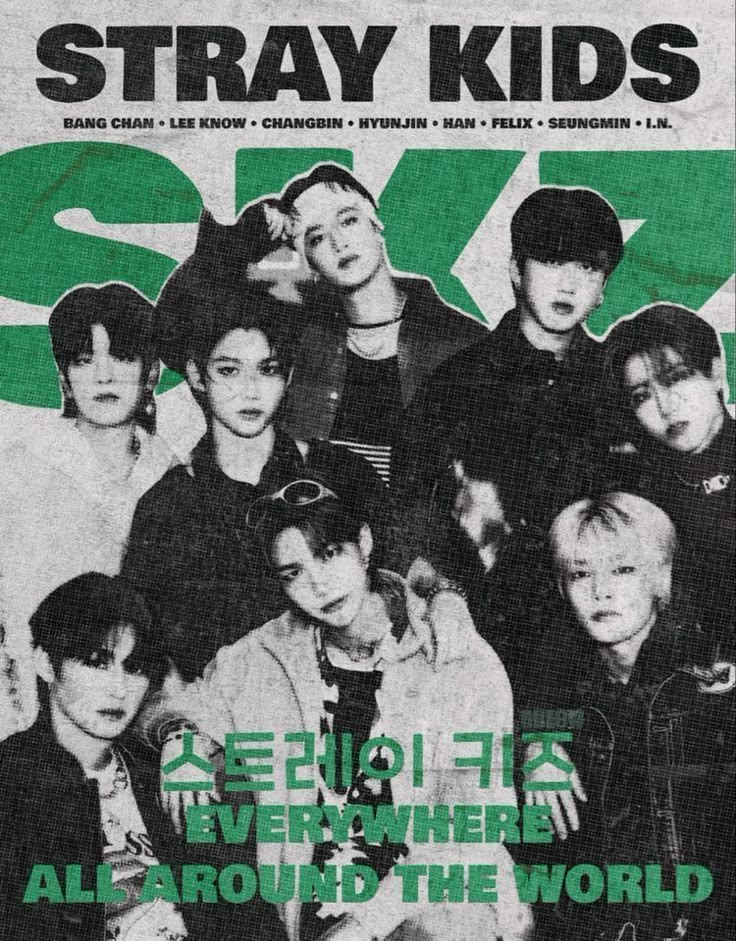 STRAY KIDS
BANG CHAN • LEE KNOW • CHANGBIN • HYUNJIN • HAN • FELIX • SEUNGMIN • I.N.
SKZ
스트레이 키즈
EVERYWHERE
ALL AROUND THE WORLD